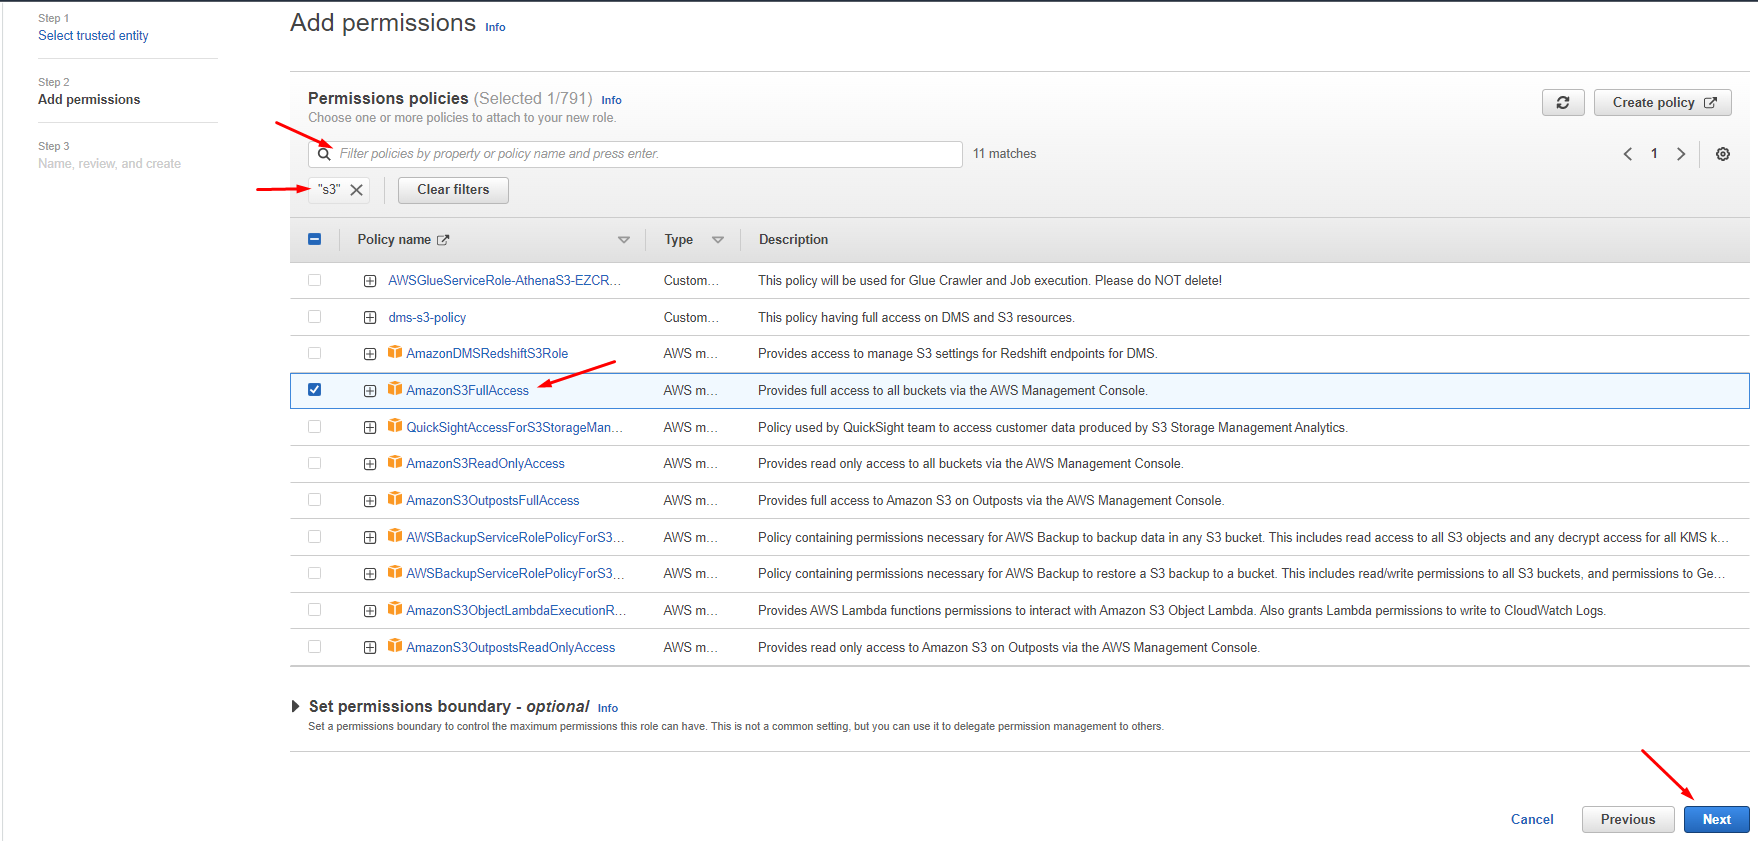 Step 1
Select trusted entity
Step 2
Add permissions
Step 3
Name, review, and create
Add permissions Info
Permissions policies (Selected 1/791) Info
Choose one or more policies to attach to your new role.
Create policy
Filter policies by property or policy name and press enter.
11 matches
1
"s3"
Clear filters
Policy name Type Description
AWSGlueServiceRole-AthenaS3-EZCR... Custom... This policy will be used for Glue Crawler and Job execution. Please do NOT delete!
dms-s3-policy Custom... This policy having full access on DMS and S3 resources.
AmazonDMSRedshiftS3Role AWS m... Provides access to manage S3 settings for Redshift endpoints for DMS.
AmazonS3FullAccess AWS m... Provides full access to all buckets via the AWS Management Console.
QuickSightAccessForS3StorageMan... AWS m... Policy used by QuickSight team to access customer data produced by S3 Storage Management Analytics.
AmazonS3ReadOnlyAccess AWS m... Provides read only access to all buckets via the AWS Management Console.
AmazonS3OutpostsFullAccess AWS m... Provides full access to Amazon S3 on Outposts via the AWS Management Console.
AWSBackupServiceRolePolicyForS3... AWS m... Policy containing permissions necessary for AWS Backup to backup data in any S3 bucket. This includes read access to all S3 objects and any decrypt access for all KMS k...
AWSBackupServiceRolePolicyForS3... AWS m... Policy containing permissions necessary for AWS Backup to restore a S3 backup to a bucket. This includes read/write permissions to all S3 buckets, and permissions to Ge...
AmazonS3ObjectLambdaExecutionR... AWS m... Provides AWS Lambda functions permissions to interact with Amazon S3 Object Lambda. Also grants Lambda permissions to write to CloudWatch Logs.
AmazonS3OutpostsReadOnlyAccess AWS m... Provides read only access to Amazon S3 on Outposts via the AWS Management Console.
Set permissions boundary - optional Info
Set a permissions boundary to control the maximum permissions this role can have. This is not a common setting, but you can use it to delegate permission management to others.
Cancel Previous Next